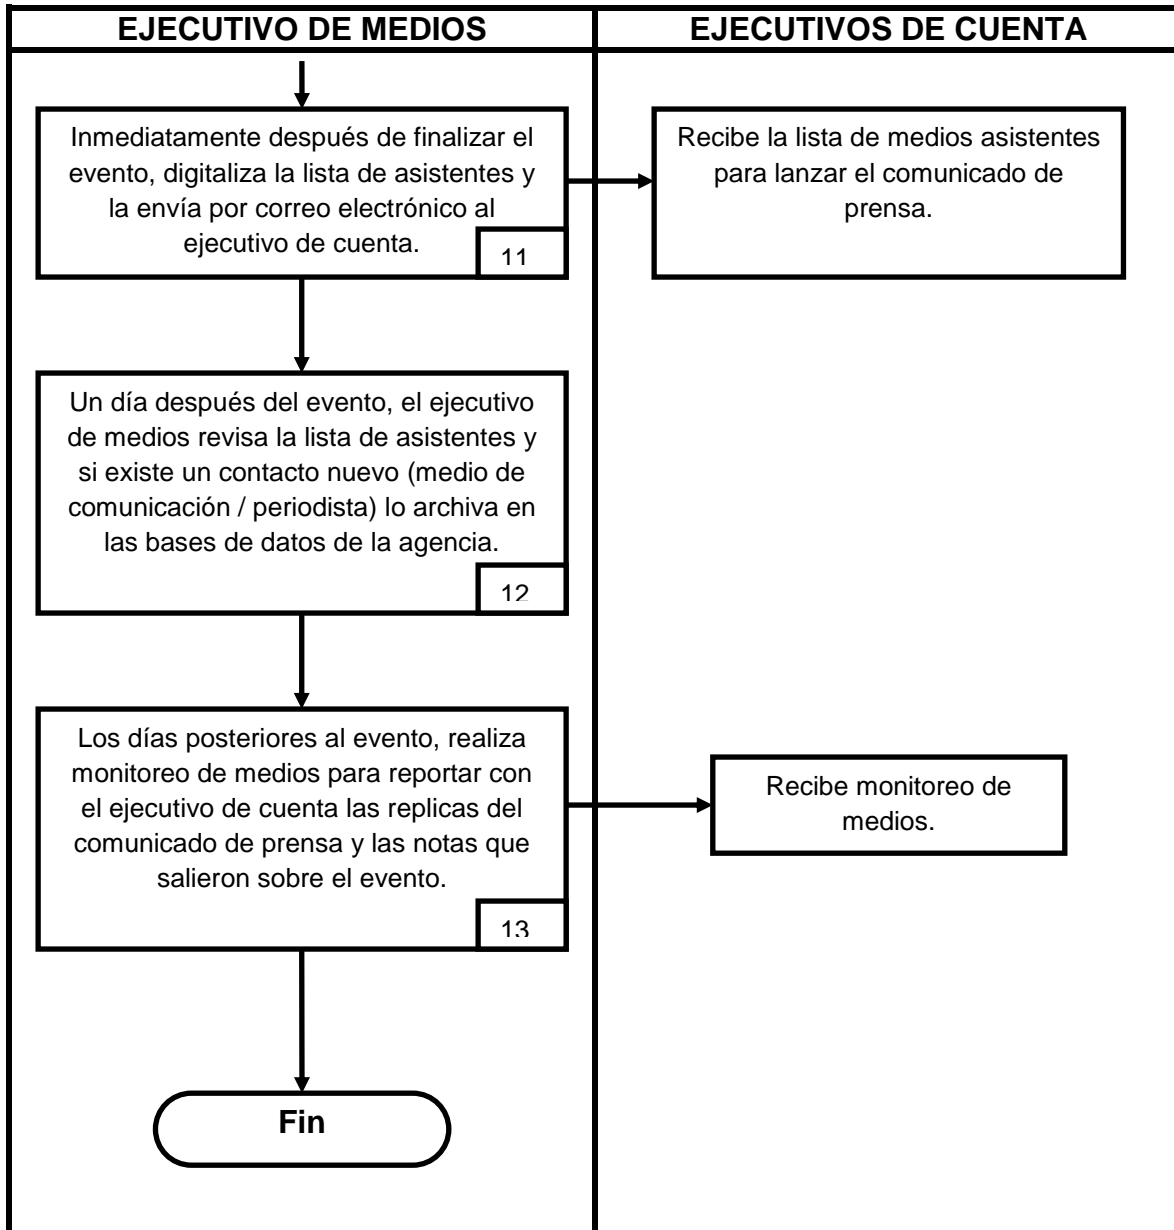 EJECUTIVO DE MEDIOS
EJECUTIVOS DE CUENTA
Inmediatamente después de finalizar el
evento, digitaliza la lista de asistentes y
la envía por correo electrónico al
ejecutivo de cuenta.
11
Recibe la lista de medios asistentes
para lanzar el comunicado de
prensa.
Un día después del evento, el ejecutivo
de medios revisa la lista de asistentes y
si existe un contacto nuevo (medio de
comunicación / periodista) lo archiva en
las bases de datos de la agencia.
12
Los días posteriores al evento, realiza
monitoreo de medios para reportar con
el ejecutivo de cuenta las replicas del
comunicado de prensa y las notas que
salieron sobre el evento.
13
Recibe monitoreo de
medios.
Fin